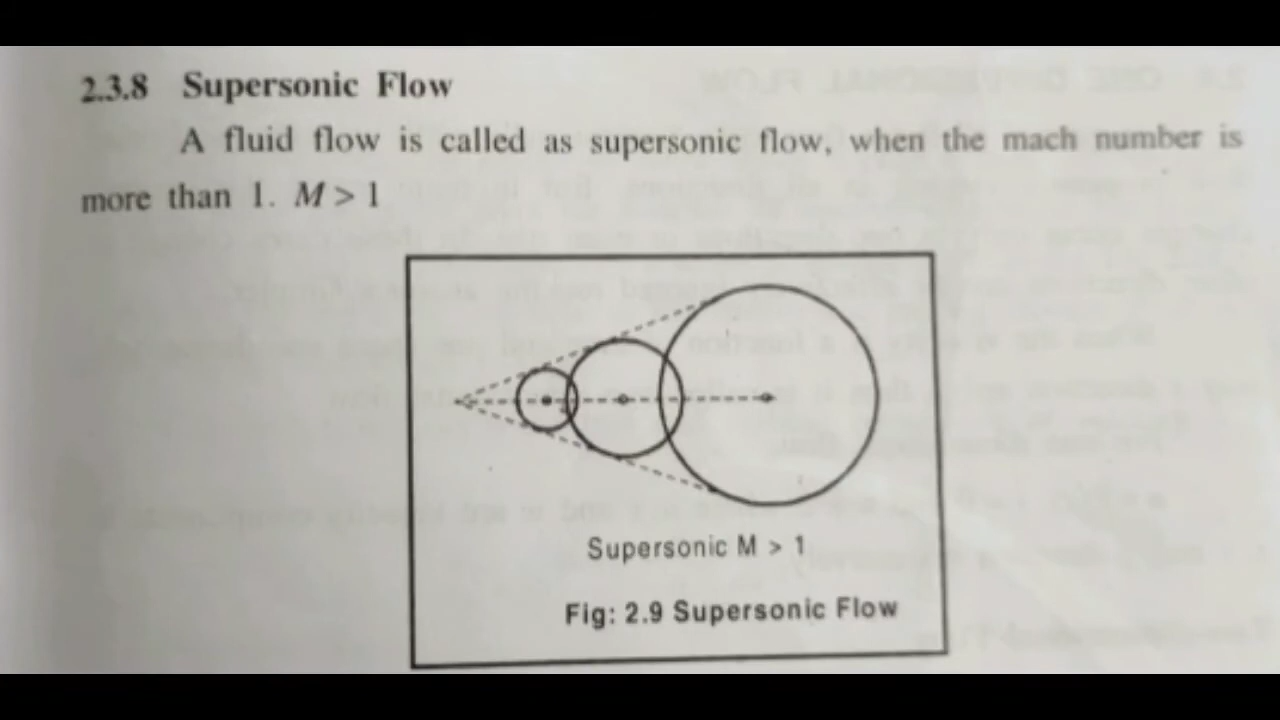 2.3.8 Supersonic Flow
A fluid flow is called as supersonic flow, when the mach number is
more than 1. M > 1
Supersonic M > 1
Fig: 2.9 Supersonic Flow